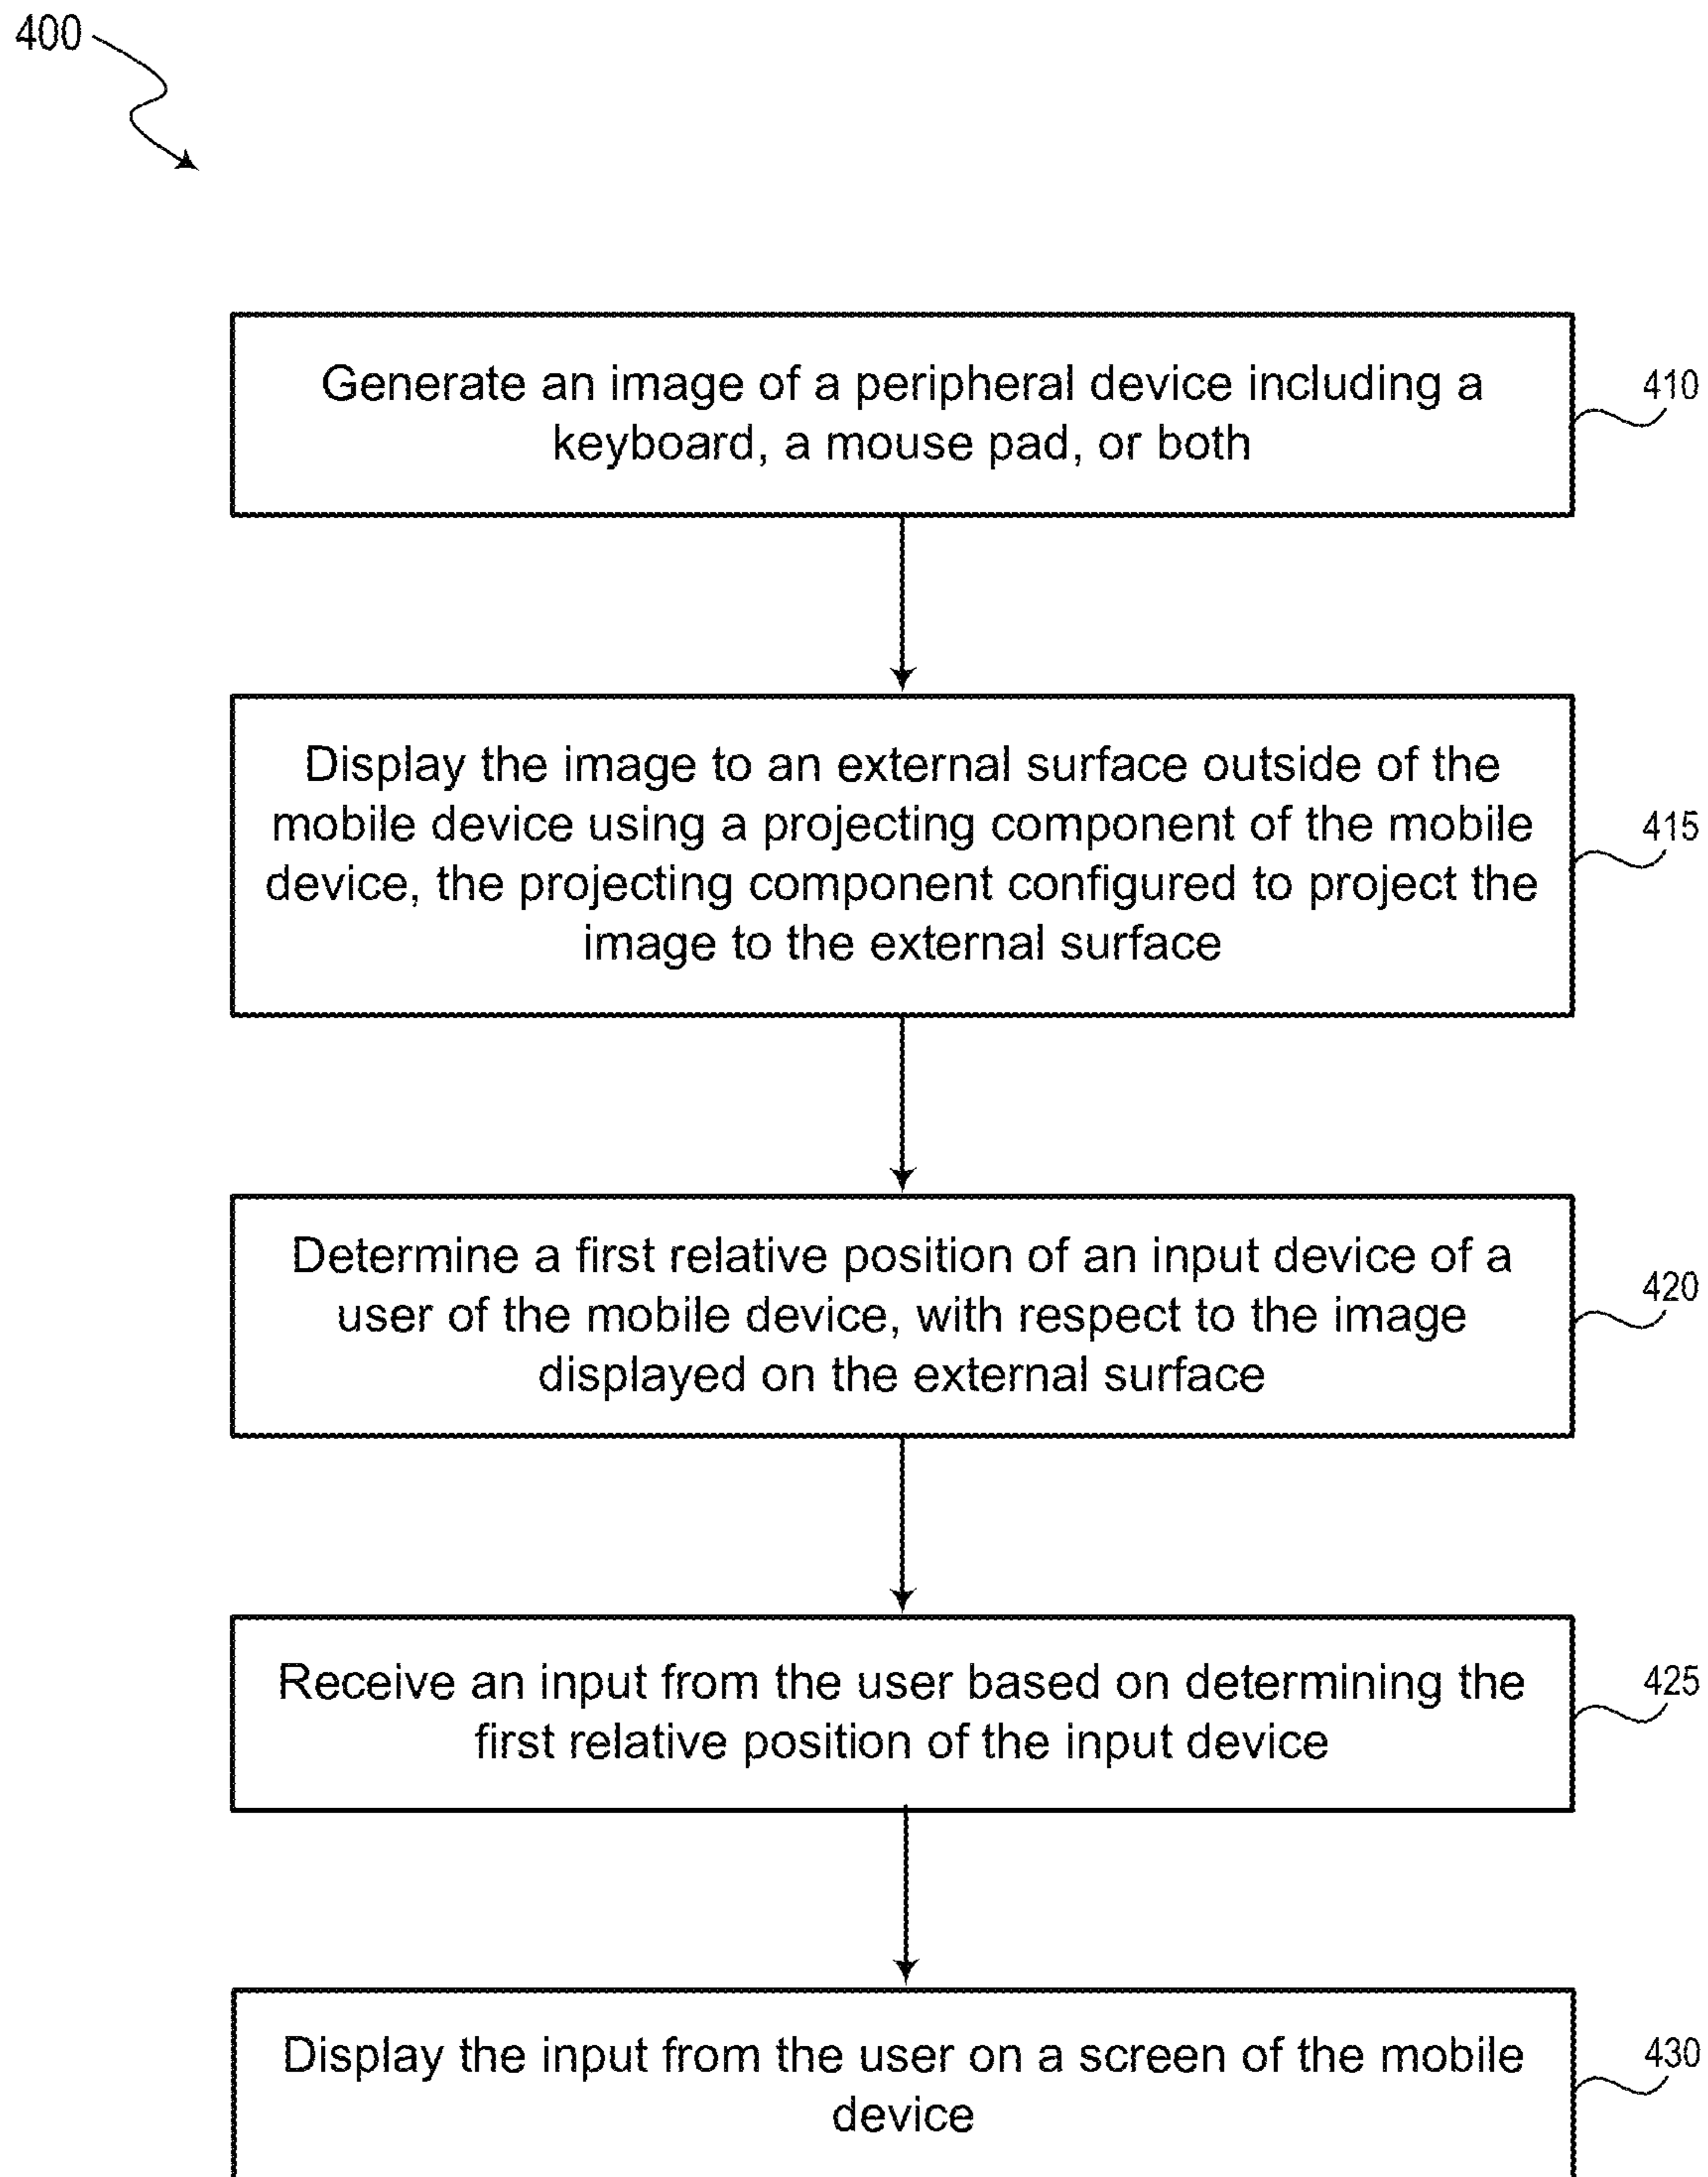 400
Generate an image of a peripheral device including a
keyboard, a mouse pad, or both
410
Display the image to an external surface outside of the
mobile device using a projecting component of the mobile
device, the projecting component configured to project the
image to the external surface
415
Determine a first relative position of an input device of a
user of the mobile device, with respect to the image
displayed on the external surface
420
Receive an input from the user based on determining the
first relative position of the input device
425
Display the input from the user on a screen of the mobile
device
430